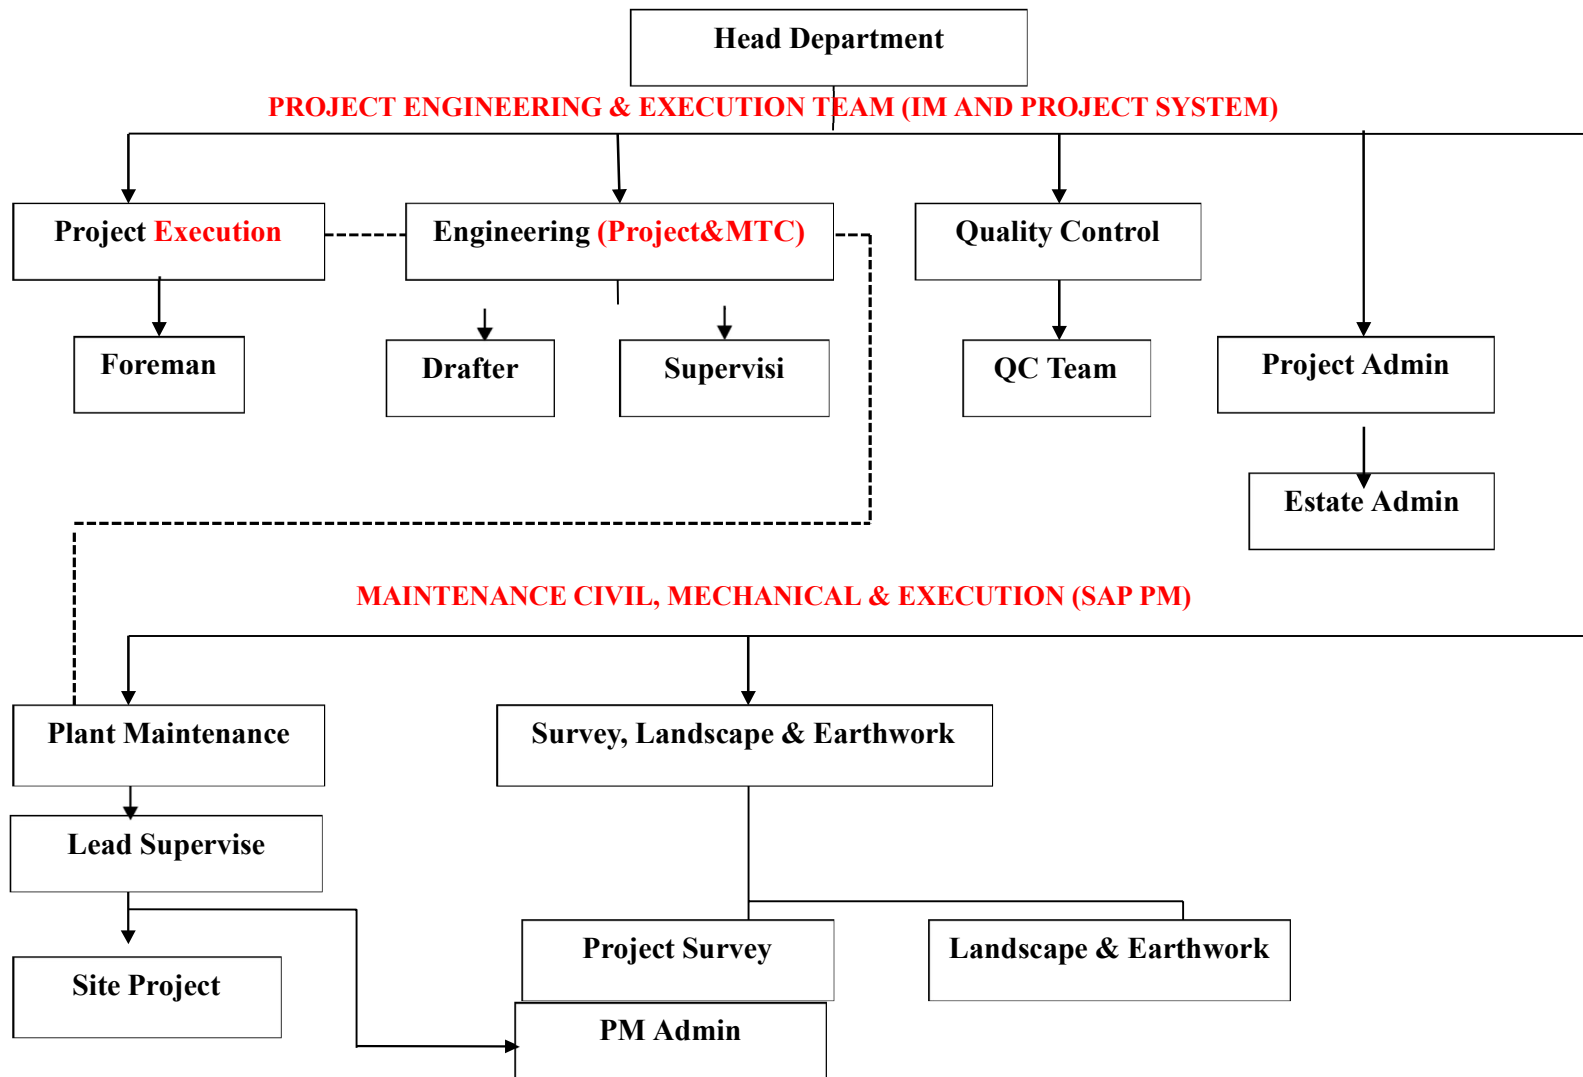 Head Department
PROJECT ENGINEERING & EXECUTION TEAM (IM AND PROJECT SYSTEM)
Project Execution
Engineering (Project&MTC)
Quality Control
Foreman
Drafter
Supervisi
QC Team
Project Admin
Estate Admin
MAINTENANCE CIVIL, MECHANICAL & EXECUTION (SAP PM)
Plant Maintenance
Survey, Landscape & Earthwork
Lead Supervise
Project Survey
Landscape & Earthwork
Site Project
PM Admin